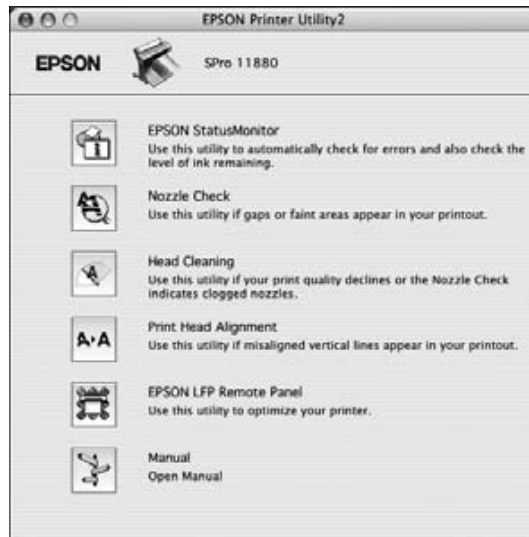 EPSON Printer Utility2
EPSON
SPro 11880
EPSON StatusMonitor
Use this utility to automatically check for errors and also check the
level of ink remaining.
Nozzle Check
Use this utility if gaps or faint areas appear in your printout.
Head Cleaning
Use this utility if your print quality declines or the Nozzle Check
indicates clogged nozzles.
Print Head Alignment
Use this utility if misaligned vertical lines appear in your printout.
EPSON LFP Remote Panel
Use this utility to optimize your printer.
Manual
Open Manual